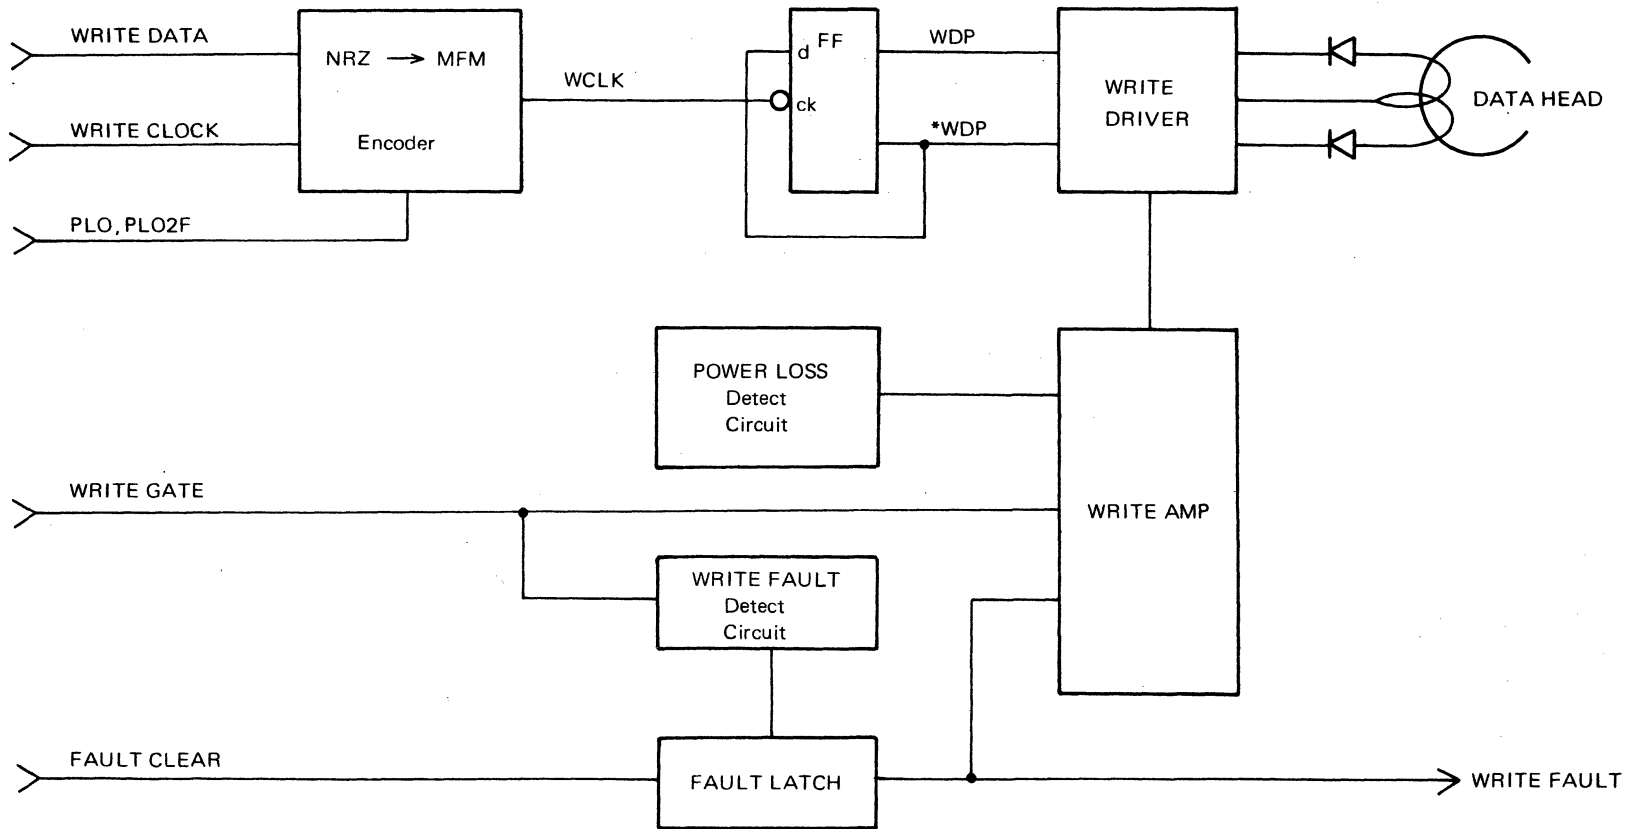 WRITE DATA
NRZ → MFM
WRITE CLOCK
Encoder
PLO, PLO2F
WCLK
FF
d
ck
WDP
*WDP
WRITE
DRIVER
DATA HEAD
POWER LOSS
Detect
Circuit
WRITE GATE
WRITE AMP
WRITE FAULT
Detect
Circuit
FAULT CLEAR
FAULT LATCH
WRITE FAULT